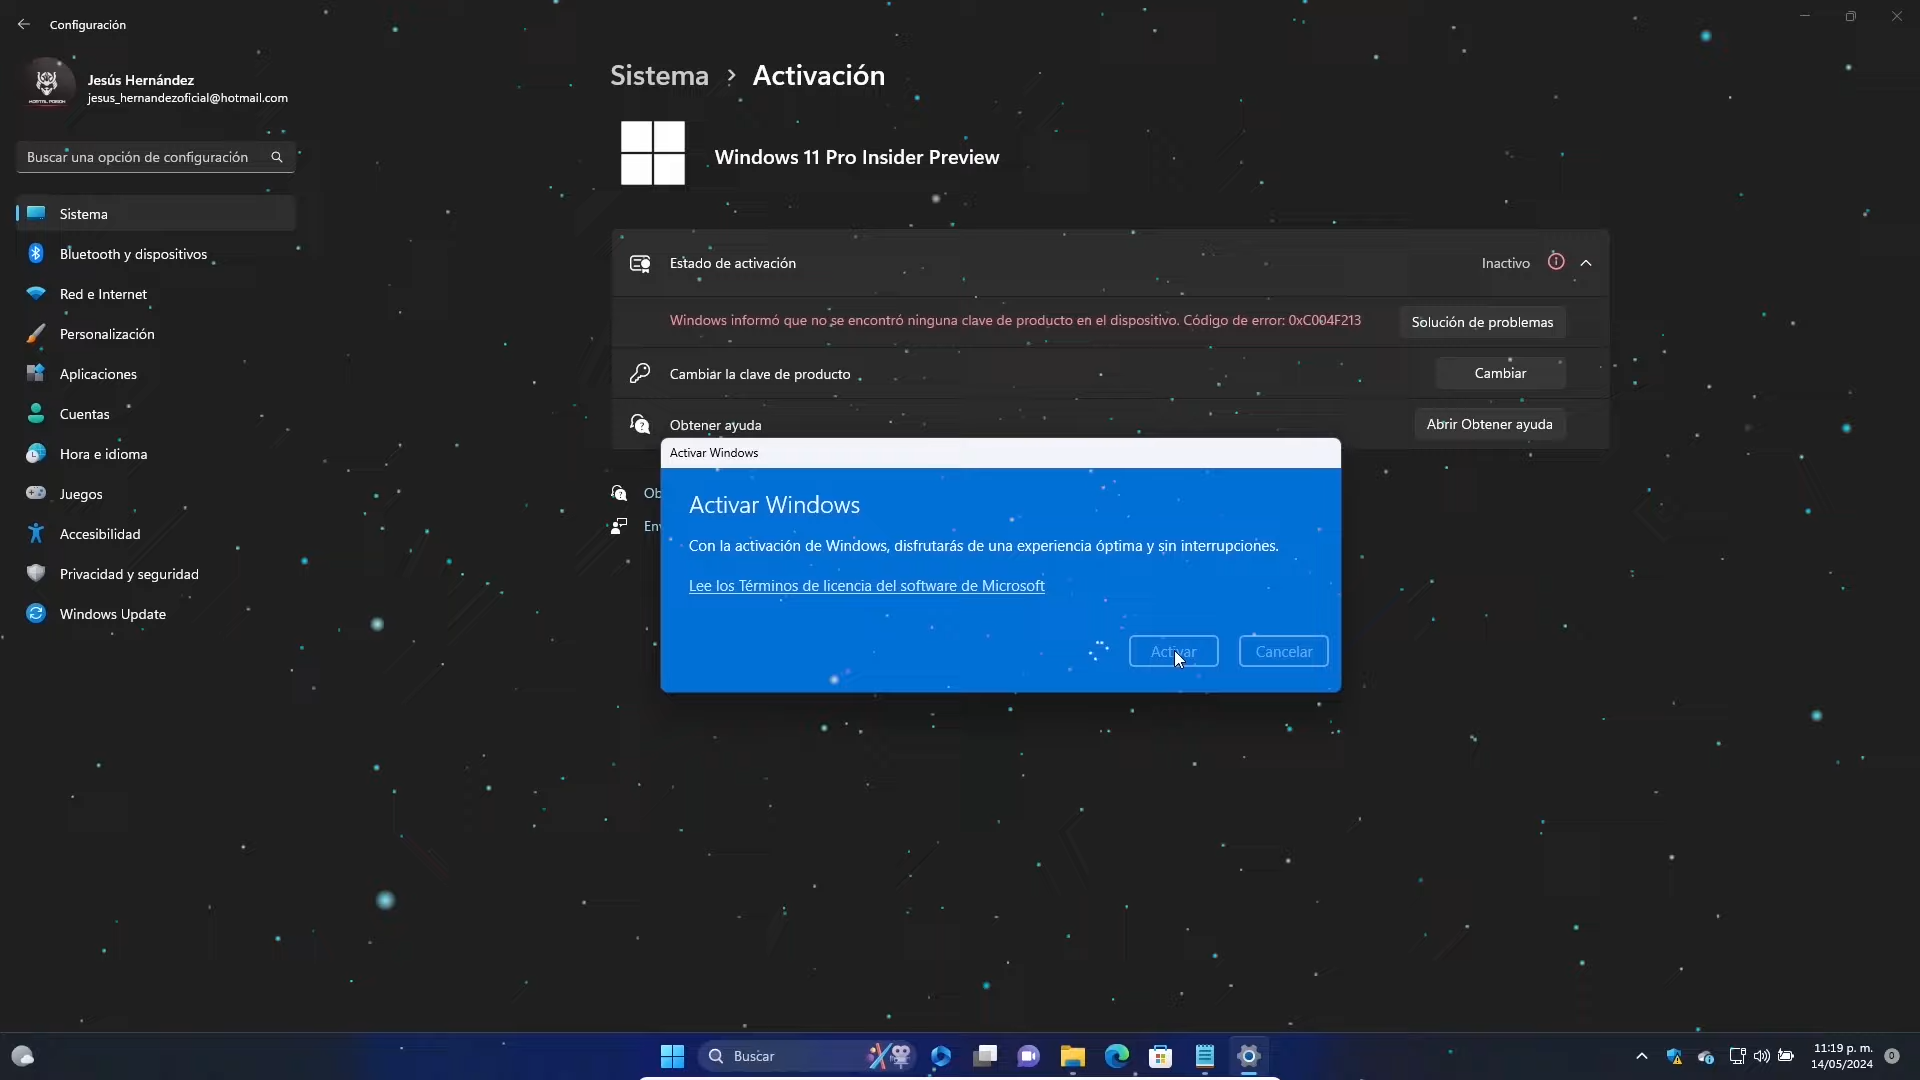 Configuración
Jesús Hernández
jesus_hernandezoficial@hotmail.com
Buscar una opción de configuración
Sistema
Bluetooth y dispositivos
Red e Internet
Personalización
Aplicaciones
Cuentas
Hora e idioma
Juegos
Accesibilidad
Privacidad y seguridad
Windows Update
Sistema > Activación
Windows 11 Pro Insider Preview
Estado de activación
Inactivo
Windows informó que no se encontró ninguna clave de producto en el dispositivo. Código de error: 0xC004F213
Solución de problemas
Cambiar la clave de producto
Cambiar
Obtener ayuda
Abrir Obtener ayuda
Ob
Env
Activar Windows
Activar Windows
Con la activación de Windows, disfrutarás de una experiencia óptima y sin interrupciones.
Lee los Términos de licencia del software de Microsoft
Activar
Cancelar
Buscar
11:19 p. m.
14/05/2024
0